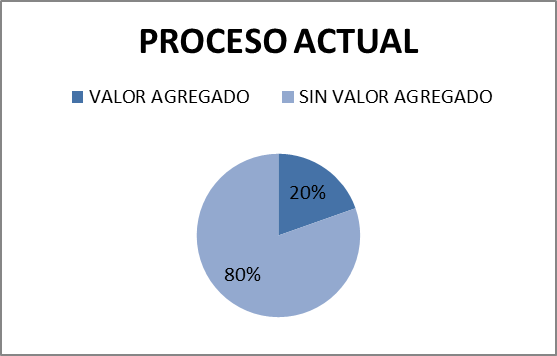 PROCESO ACTUAL
VALOR AGREGADO SIN VALOR AGREGADO
20%
80%